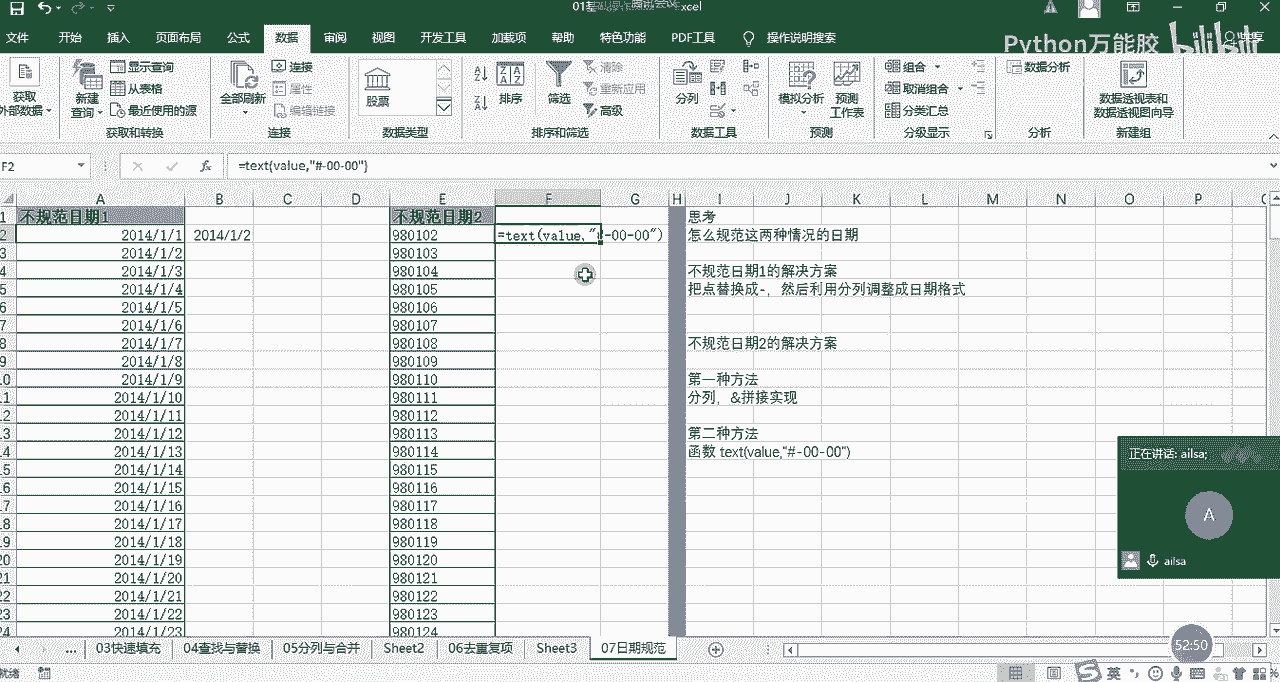 Excel
文件 开始 插入 页面布局 公式 数据 审阅 视图 开发工具 加载项 帮助 特色功能 PDF工具 操作说明搜索
Python万能胶 bilibili
获取
外部数据
新建
查询
显示查询
从表格
最近使用的源
获取和转换
全部刷新
连接
属性
编辑链接
连接
股票
数据类型
排序
筛选
清除
重新应用
高级
排序和筛选
分列
数据工具
模拟分析
预测
工作表
预测
组合
取消组合
分类汇总
分级显示
数据分析
分析
数据透视表和
数据透视图向导
新建组
F2 =text(value,"#-00-00")
A B C D E F G H I J K L M N O P
1 不规范日期1 不规范日期2 思考
2 2014/1/1 2014/1/2 980102 =text(value,"#-00-00") 怎么规范这两种情况的日期
3 2014/1/2 980103
4 2014/1/3 980104 不规范日期1的解决方案
5 2014/1/4 980105 把点替换成-，然后利用分列调整成日期格式
6 2014/1/5 980106
7 2014/1/6 980107
8 2014/1/7 980108 不规范日期2的解决方案
9 2014/1/8 980109
10 2014/1/9 980110 第一种方法
11 2014/1/10 980111 分列，&拼接实现
12 2014/1/11 980112
13 2014/1/12 980113 第二种方法
14 2014/1/13 980114 函数 text(value,"#-00-00")
15 2014/1/14 980115
16 2014/1/15 980116
17 2014/1/16 980117
18 2014/1/17 980118
19 2014/1/18 980119
20 2014/1/19 980120
21 2014/1/20 980121
22 2014/1/21 980122
23 2014/1/22 980123
24 2014/1/23 980124
正在讲话: ailsa;
A
ailsa
... 03快速填充 04查找与替换 05分列与合并 Sheet2 06去重复项 Sheet3 07日期规范
52:50
就绪
英